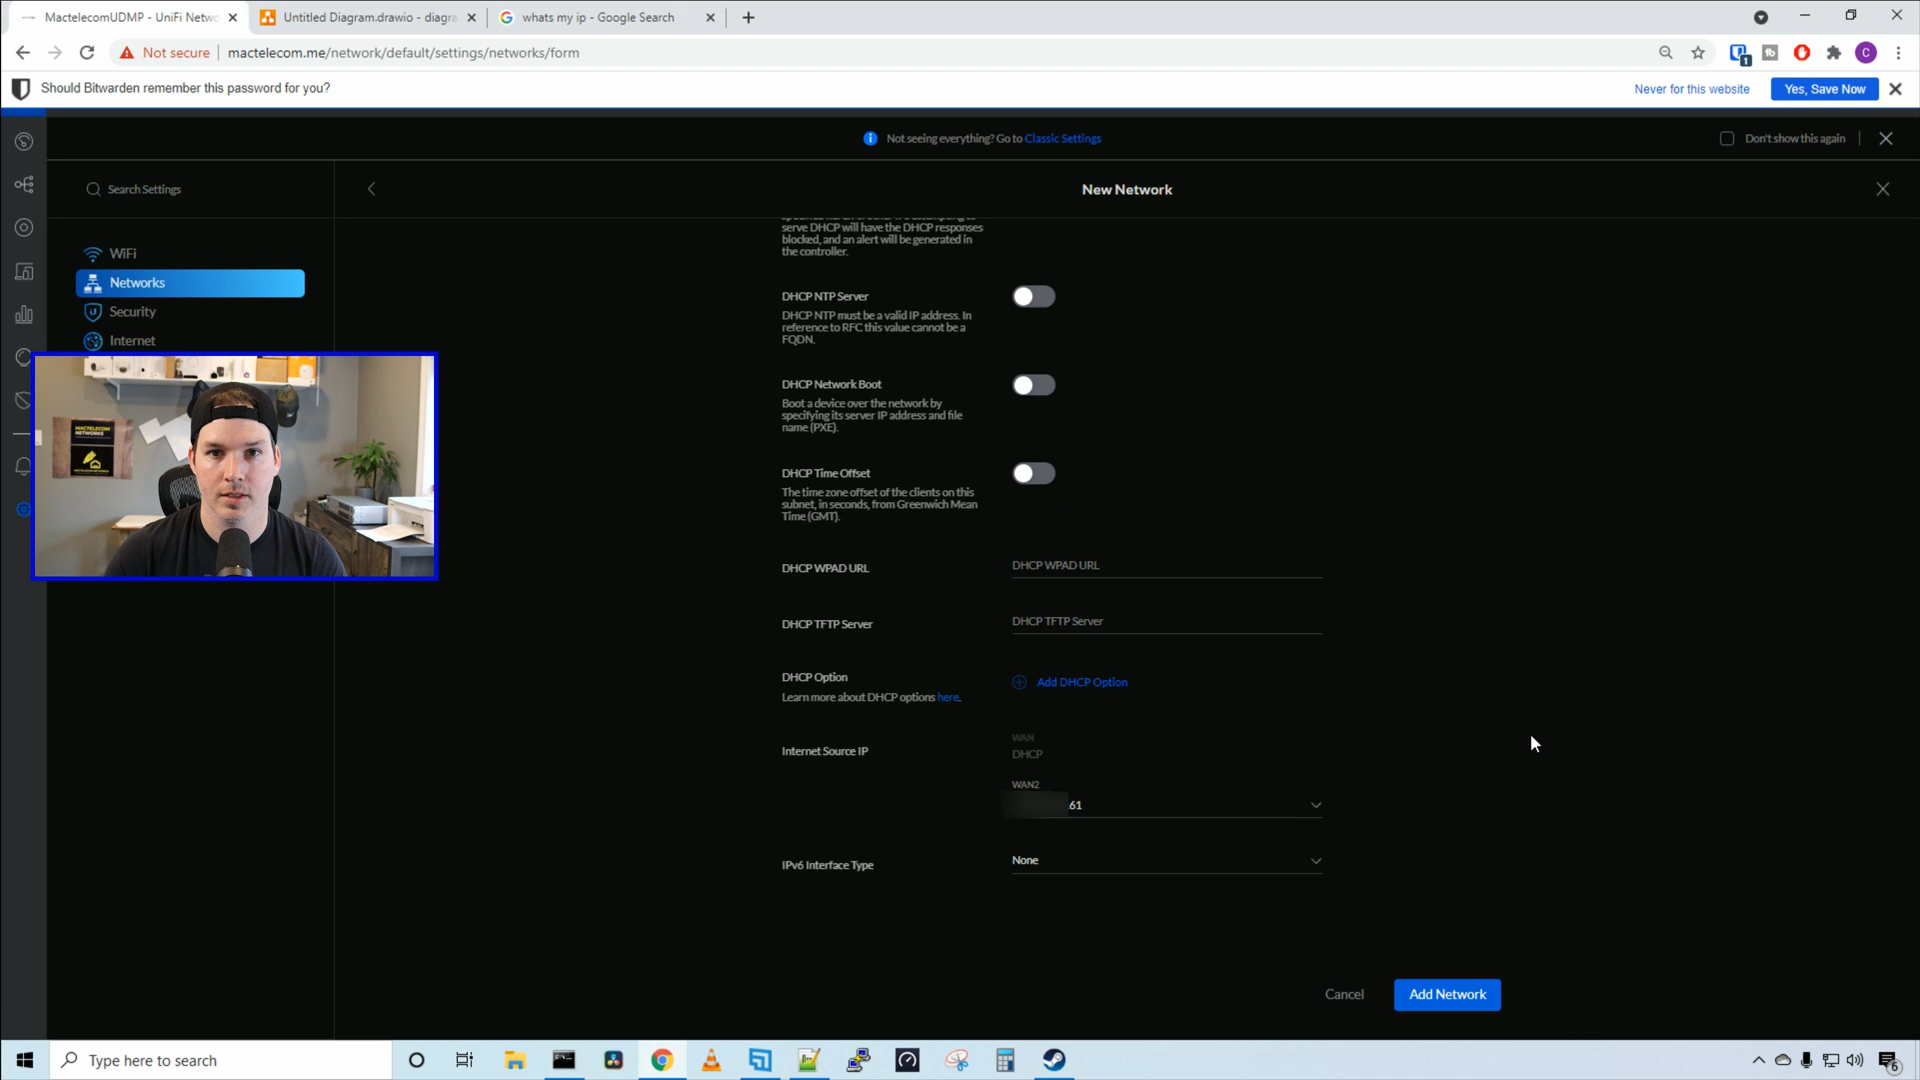 MactelecomUDMP - UniFi Netwo
Untitled Diagram.drawio - diagra
whats my ip - Google Search
Not secure
mactelecom.me/network/default/settings/networks/form
Should Bitwarden remember this password for you?
Never for this website
Yes, Save Now
Not seeing everything? Go to Classic Settings
Don't show this again
Search Settings
New Network
WiFi
Networks
Security
Internet
serve DHCP will have the DHCP responses
blocked, and an alert will be generated in
the controller.
DHCP NTP Server
DHCP NTP must be a valid IP address. In
reference to RFC this value cannot be a
FQDN.
DHCP Network Boot
Boot a device over the network by
specifying its server IP address and file
name (PXE).
DHCP Time Offset
The time zone offset of the clients on this
subnet, in seconds, from Greenwich Mean
Time (GMT).
DHCP WPAD URL
DHCP WPAD URL
DHCP TFTP Server
DHCP TFTP Server
DHCP Option
Learn more about DHCP options here.
Add DHCP Option
Internet Source IP
WAN
DHCP
WAN2
.61
IPv6 Interface Type
None
Cancel
Add Network
MACTELECOM
NETWORKS
Type here to search